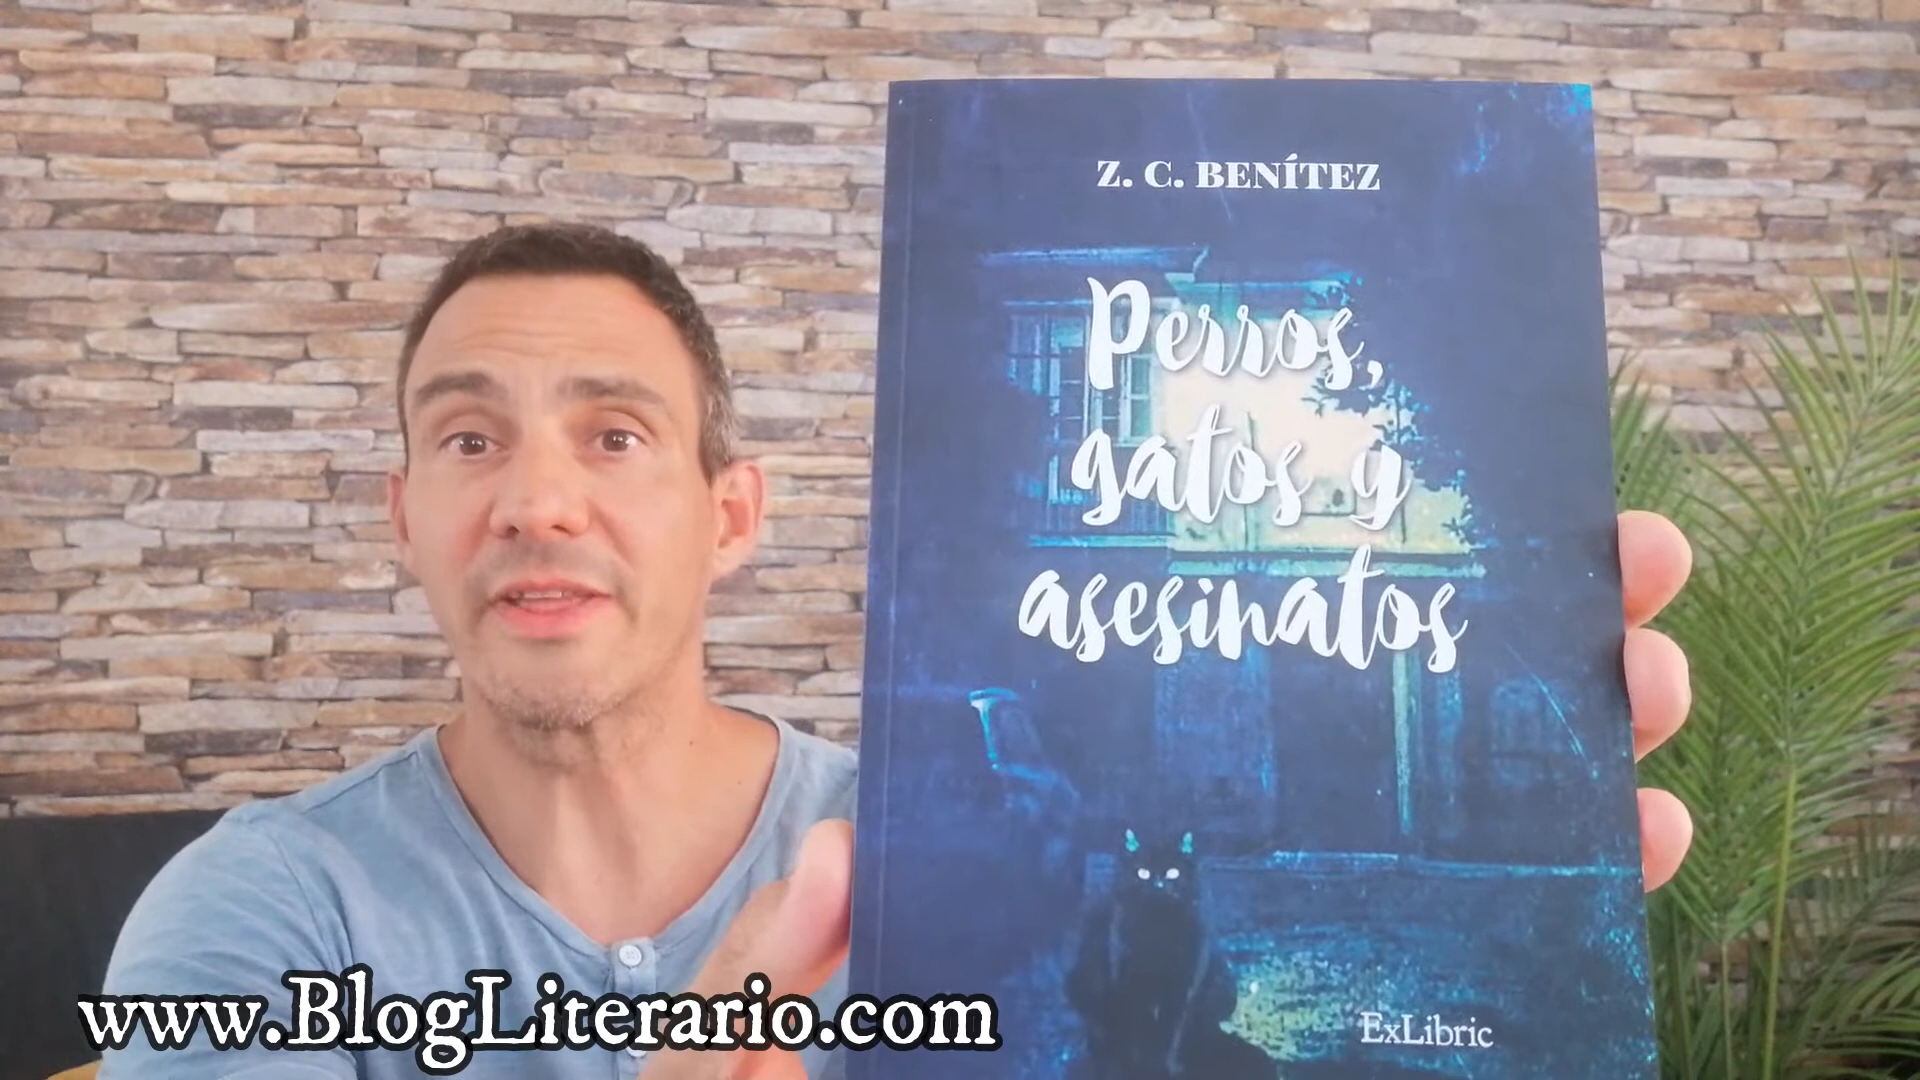 Z. C. BENÍTEZ
Perros,
gatos y
asesinatos
ExLibric
www.BlogLiterario.com